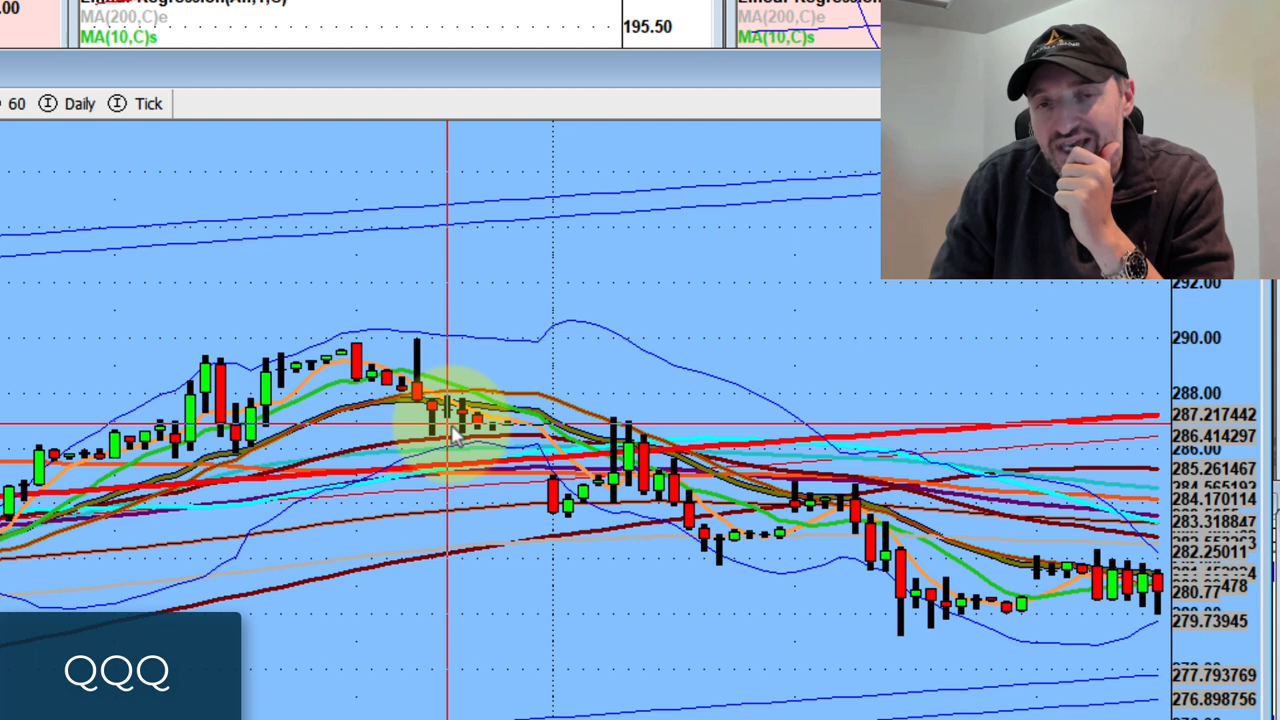 .00
MA(200,C)e
MA(10,C)s
195.50
MA(200,C)e
MA(10,C)s
60 Daily Tick
292.00
290.00
288.00
287.217442
286.414297
286.00
285.261467
284.170114
283.318847
282.25011
280.77
279.73945
277.793769
276.898756
QQQ